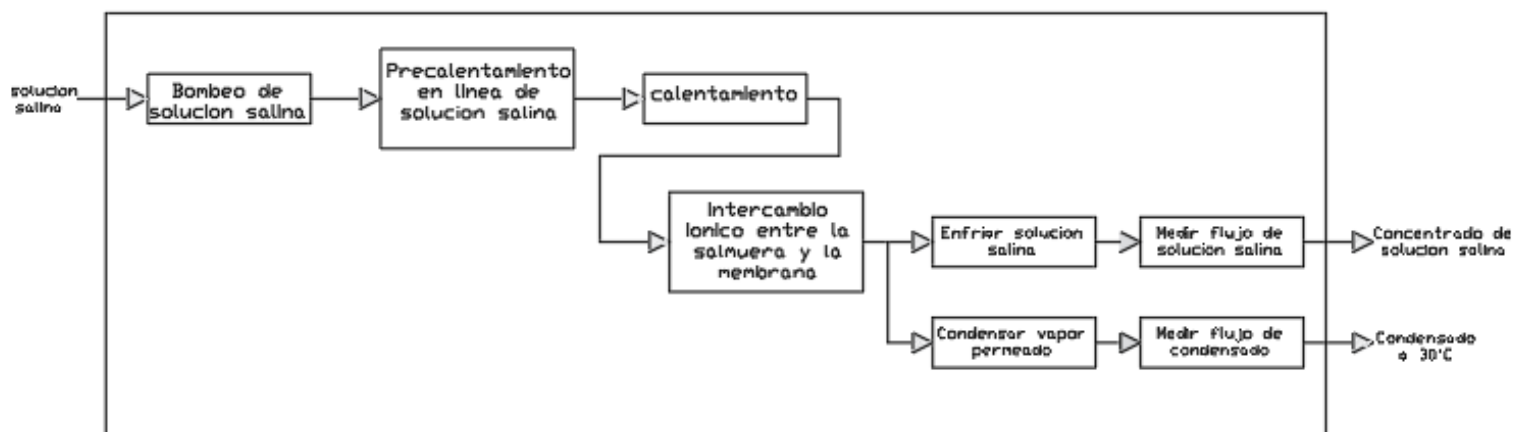 solucion
salina
Bombeo de
solucion salina
Precalentamiento
en linea de
solucion salina
calentamiento
Intercambio
ionico entre la
salmuera y la
membrana
Enfriar solucion
salina
Medir flujo de
solucion salina
Concentrado de
solucion salina
Condensar vapor
permeado
Medir flujo de
condensado
Condensado
a 30°C